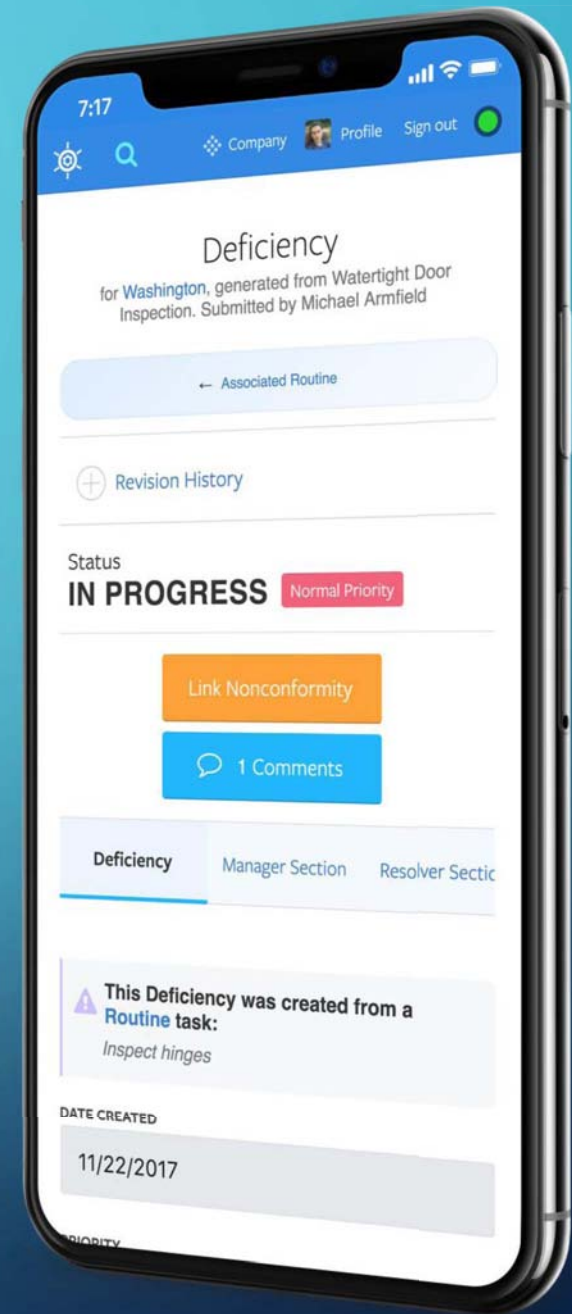 7:17
Company Profile Sign out
Deficiency
for Washington, generated from Watertight Door
Inspection. Submitted by Michael Armfield
← Associated Routine
Revision History
Status
IN PROGRESS Normal Priority
Link Nonconformity
1 Comments
Deficiency Manager Section Resolver Sectio
This Deficiency was created from a
Routine task:
Inspect hinges
DATE CREATED
11/22/2017
PRIORITY